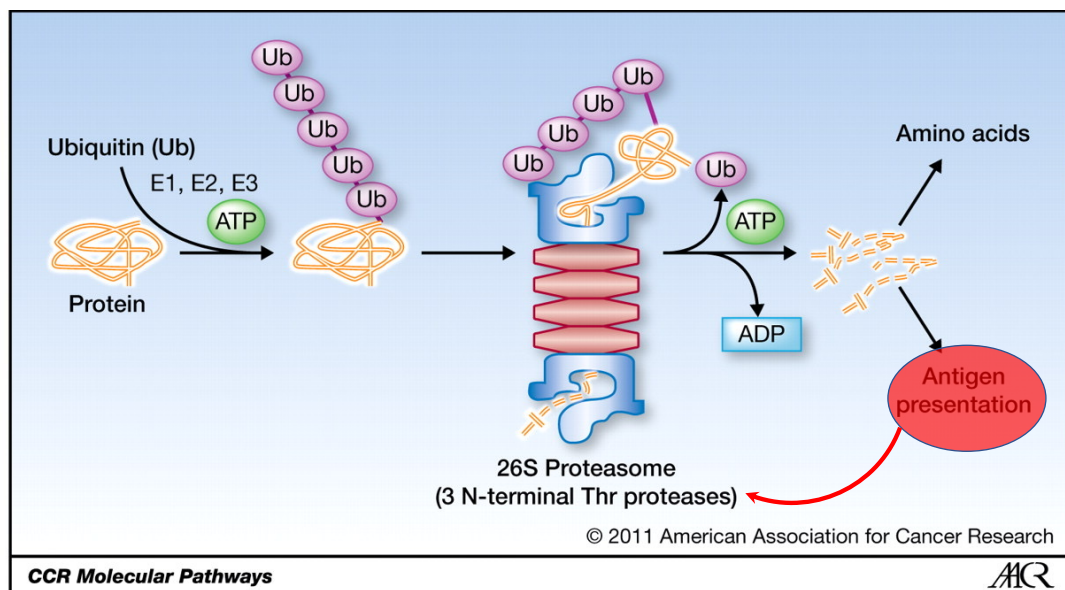 Ub
Ub
Ub
Ub
Ub
Ub
Ub
Ub
Ub
Ubiquitin (Ub)
E1, E2, E3
ATP
Protein
Ub
ATP
ADP
Amino acids
Antigen
presentation
26S Proteasome
(3 N-terminal Thr proteases)
© 2011 American Association for Cancer Research
CCR Molecular Pathways
AACR